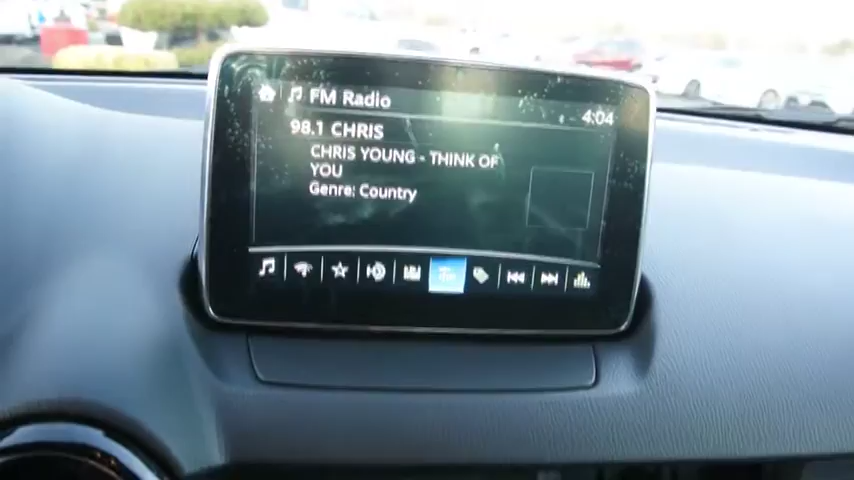 FM Radio
4:04
98.1 CHRIS
CHRIS YOUNG - THINK OF
YOU
Genre: Country